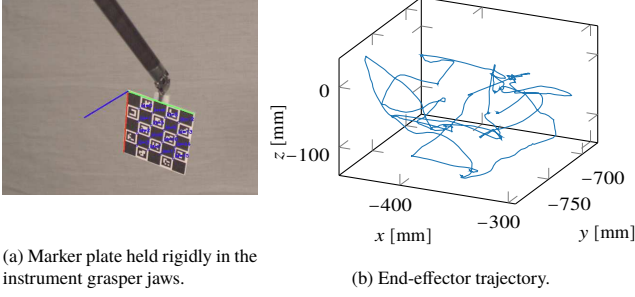 0
−100
z [mm]
−400
−300
x [mm]
−700
−750
y [mm]
(a) Marker plate held rigidly in the
instrument grasper jaws.
(b) End-effector trajectory.